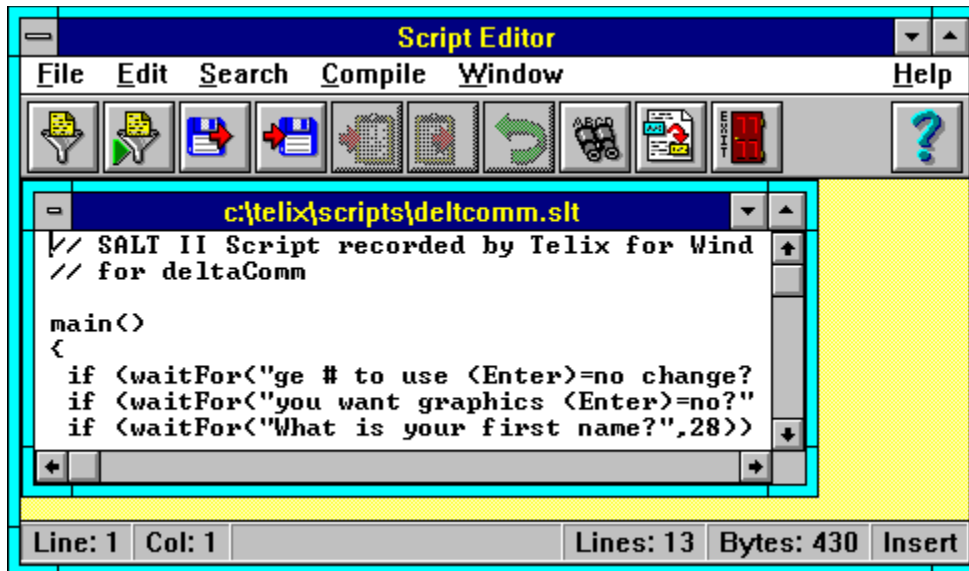 Script Editor
File Edit Search Compile Window Help
ABCD
EXIT
?
c:\telix\scripts\deltcomm.slt
// SALT II Script recorded by Telix for Wind
// for deltaComm
main()
{
if (waitFor("ge # to use (Enter)=no change?
if (waitFor("you want graphics (Enter)=no?"
if (waitFor("What is your first name?",28))
Line: 1 Col: 1 Lines: 13 Bytes: 430 Insert